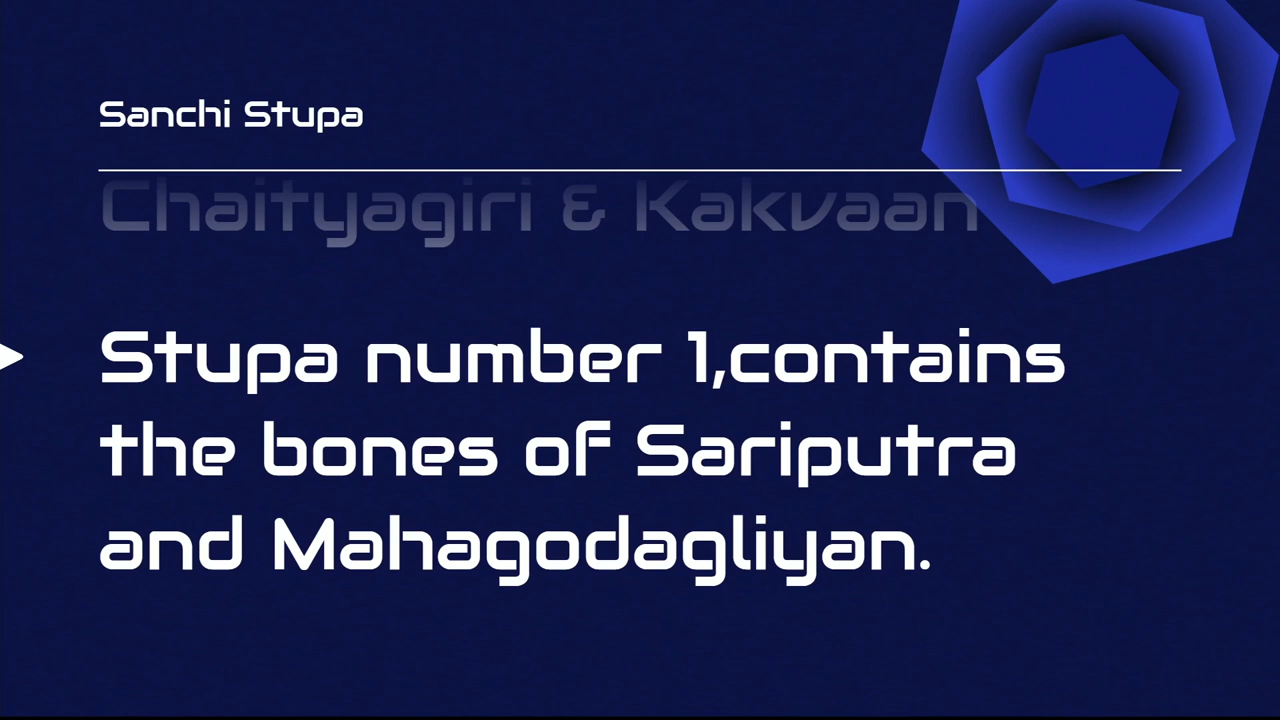 Sanchi Stupa
Chaityagiri & Kakvaan
Stupa number 1,contains
the bones of Sariputra
and Mahagodagliyan.